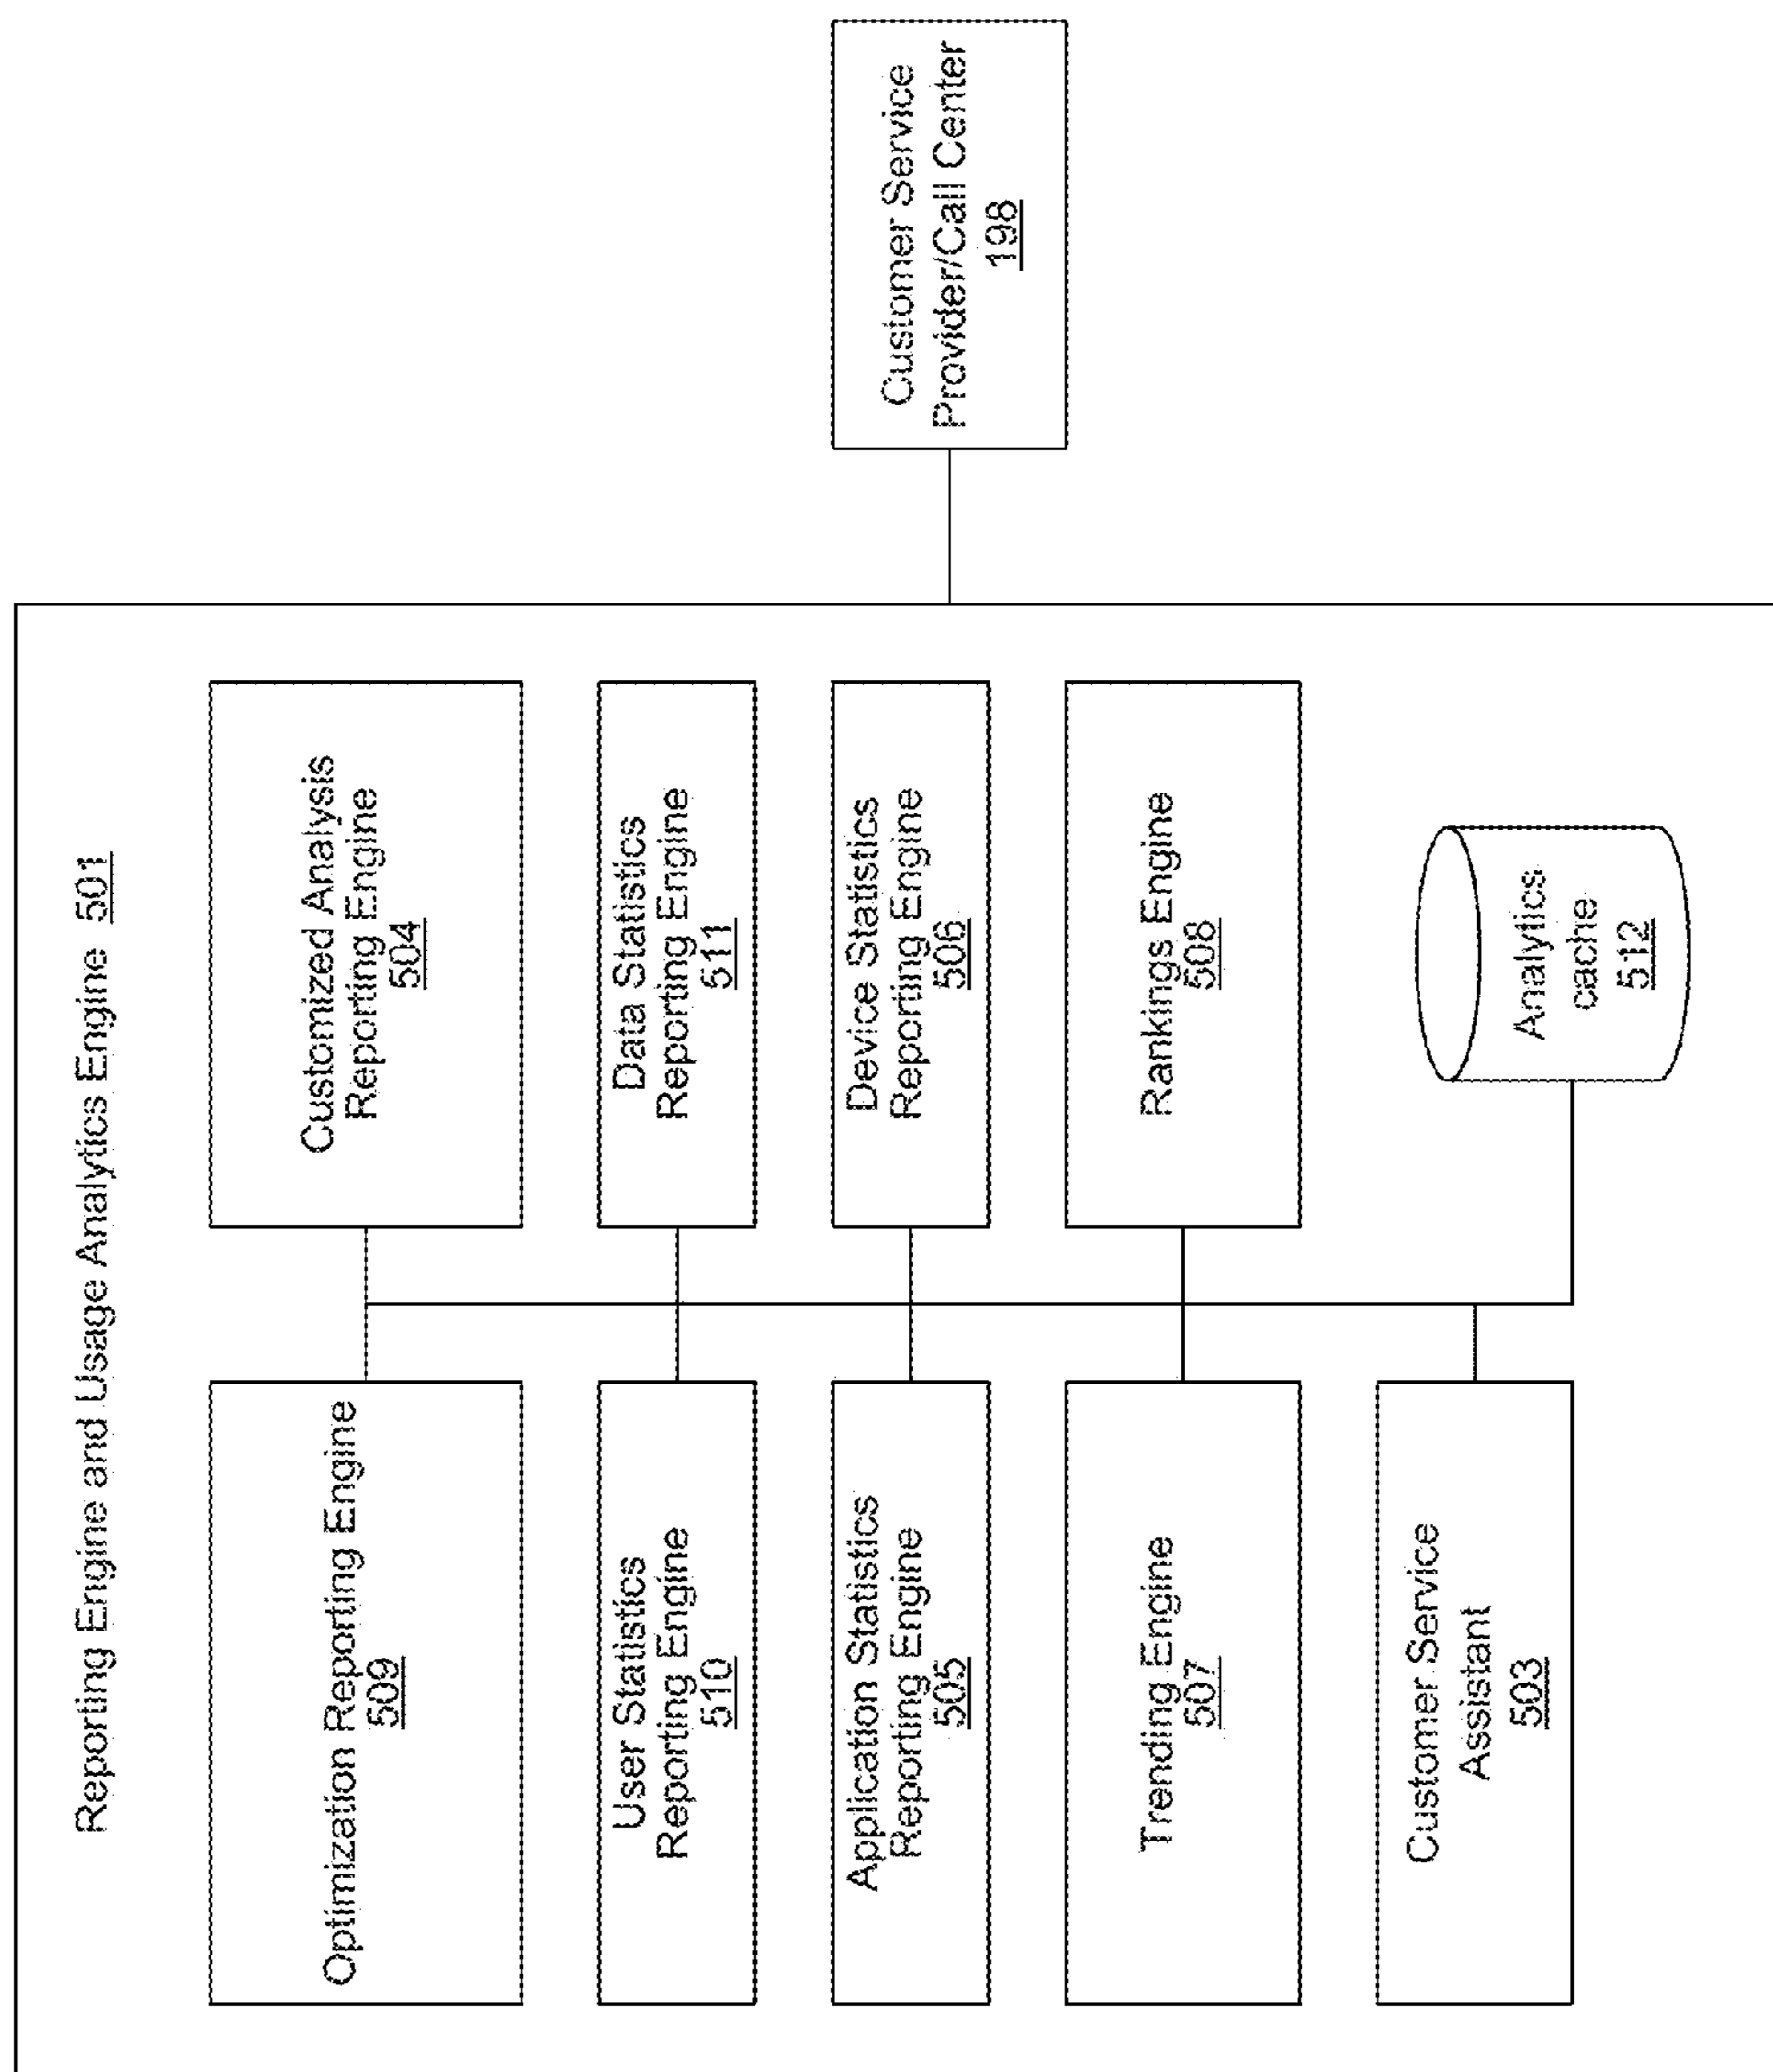 Reporting Engine and Usage Analytics Engine 501
Optimization Reporting Engine
509
Customized Analysis
Reporting Engine
504
User Statistics
Reporting Engine
510
Data Statistics
Reporting Engine
511
Application Statistics
Reporting Engine
505
Device Statistics
Reporting Engine
506
Trending Engine
507
Rankings Engine
508
Customer Service
Assistant
503
Analytics
cache
512
Customer Service
Provider/Call Center
198